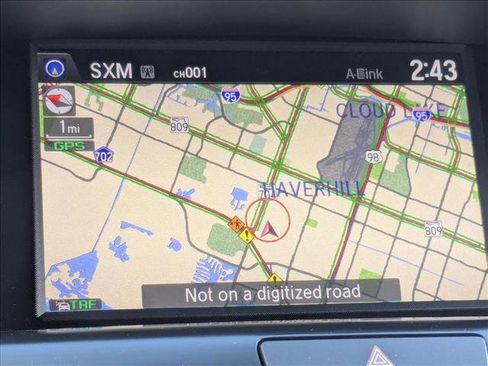 SXM CH001 A-Link 2:43
95
809
CLOUD LAKE
95
1mi
GPS
702
98
HAVERHILL
809
Not on a digitized road
TRF